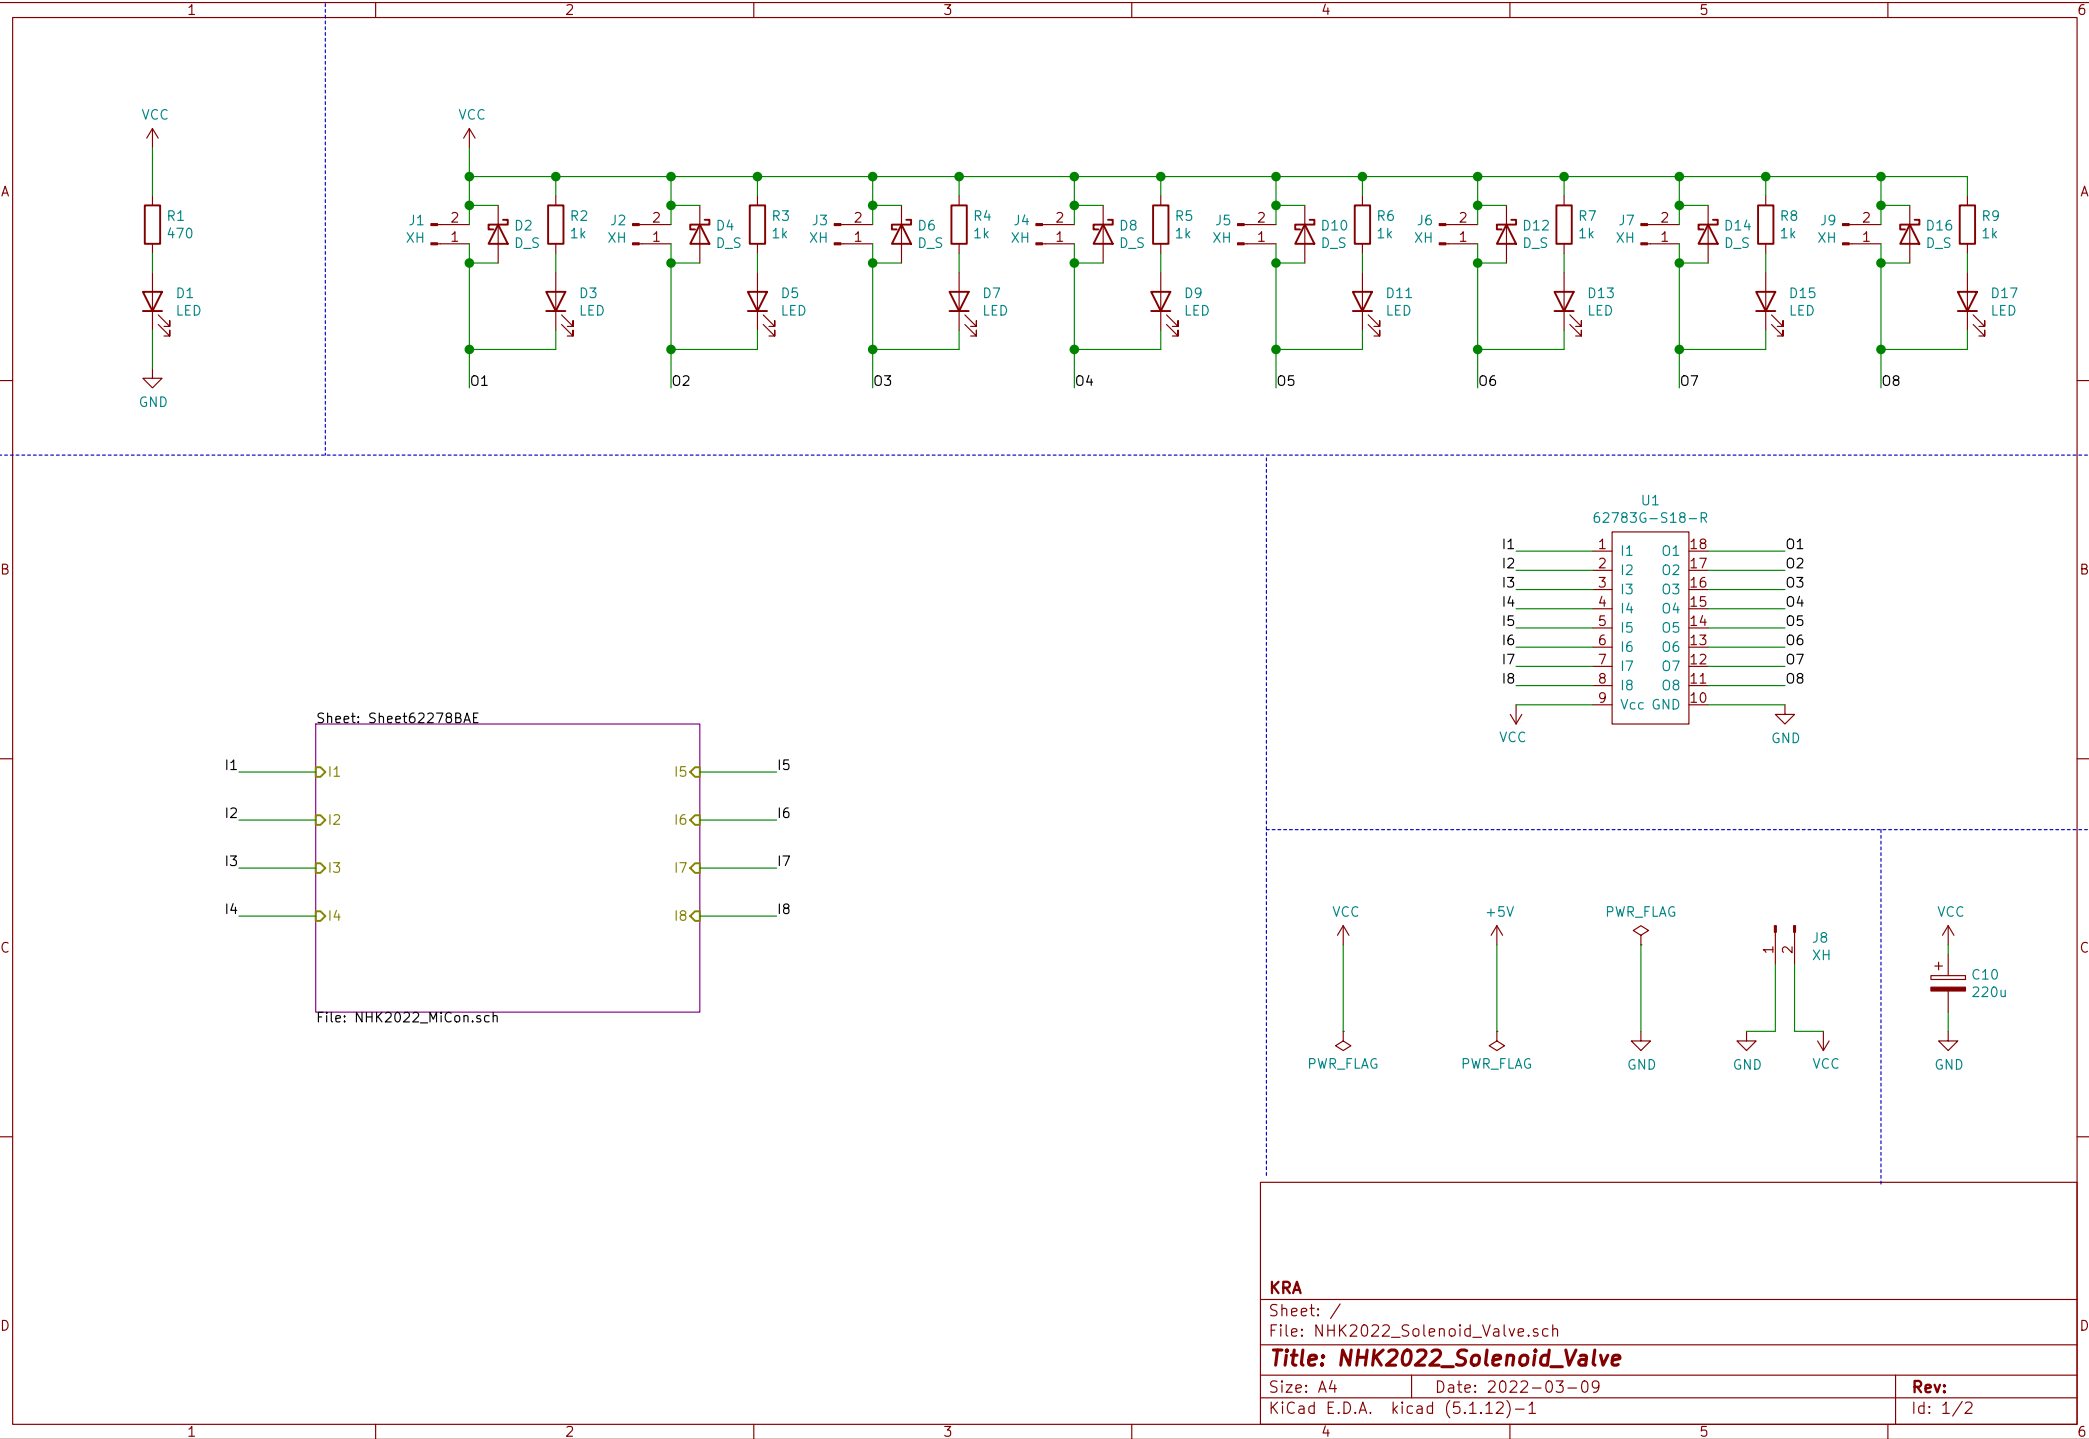 1 2 3 4 5 6
A A
B B
C C
D D
1 2 3 4 5 6
VCC
R1
470
D1
LED
GND
VCC
J1
XH
2
1
D2
D_S
R2
1k
D3
LED
O1
J2
XH
2
1
D4
D_S
R3
1k
D5
LED
O2
J3
XH
2
1
D6
D_S
R4
1k
D7
LED
O3
J4
XH
2
1
D8
D_S
R5
1k
D9
LED
O4
J5
XH
2
1
D10
D_S
R6
1k
D11
LED
O5
J6
XH
2
1
D12
D_S
R7
1k
D13
LED
O6
J7
XH
2
1
D14
D_S
R8
1k
D15
LED
O7
J9
XH
2
1
D16
D_S
R9
1k
D17
LED
O8
U1
62783G-S18-R
I1 1 I1 O1 18 O1
I2 2 I2 O2 17 O2
I3 3 I3 O3 16 O3
I4 4 I4 O4 15 O4
I5 5 I5 O5 14 O5
I6 6 I6 O6 13 O6
I7 7 I7 O7 12 O7
I8 8 I8 O8 11 O8
9 Vcc GND 10
VCC GND
Sheet: Sheet62278BAE
I1 I1 I5 I5
I2 I2 I6 I6
I3 I3 I7 I7
I4 I4 I8 I8
File: NHK2022_MiCon.sch
VCC
PWR_FLAG
+5V
PWR_FLAG
PWR_FLAG
GND
1 2
J8
XH
GND
VCC
VCC
+
C10
220u
GND
KRA
Sheet: /
File: NHK2022_Solenoid_Valve.sch
Title: NHK2022_Solenoid_Valve
Size: A4 Date: 2022-03-09 Rev:
KiCad E.D.A. kicad (5.1.12)-1 Id: 1/2